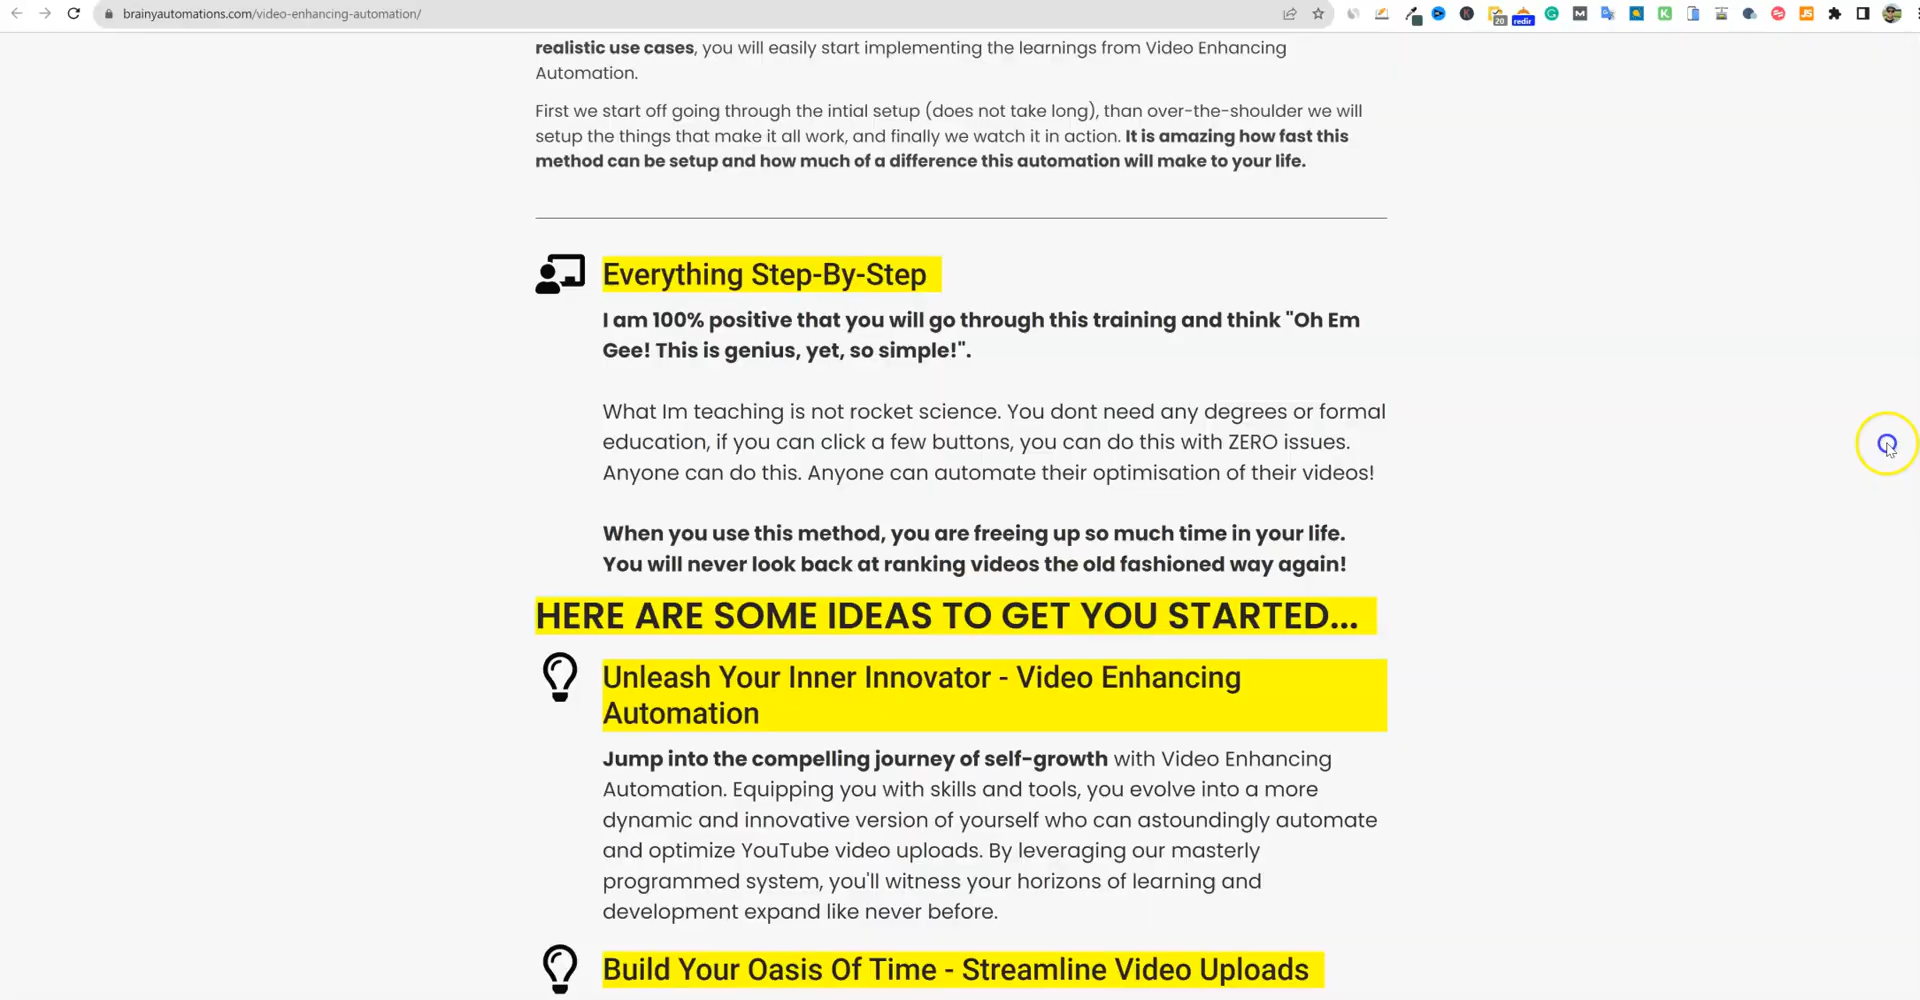 brainyautomations.com/video-enhancing-automation/
20
redir
M
K
JS
realistic use cases, you will easily start implementing the learnings from Video Enhancing
Automation.
First we start off going through the intial setup (does not take long), than over-the-shoulder we will
setup the things that make it all work, and finally we watch it in action. It is amazing how fast this
method can be setup and how much of a difference this automation will make to your life.
Everything Step-By-Step
I am 100% positive that you will go through this training and think "Oh Em
Gee! This is genius, yet, so simple!".
What Im teaching is not rocket science. You dont need any degrees or formal
education, if you can click a few buttons, you can do this with ZERO issues.
Anyone can do this. Anyone can automate their optimisation of their videos!
When you use this method, you are freeing up so much time in your life.
You will never look back at ranking videos the old fashioned way again!
HERE ARE SOME IDEAS TO GET YOU STARTED...
Unleash Your Inner Innovator - Video Enhancing
Automation
Jump into the compelling journey of self-growth with Video Enhancing
Automation. Equipping you with skills and tools, you evolve into a more
dynamic and innovative version of yourself who can astoundingly automate
and optimize YouTube video uploads. By leveraging our masterly
programmed system, you'll witness your horizons of learning and
development expand like never before.
Build Your Oasis Of Time - Streamline Video Uploads